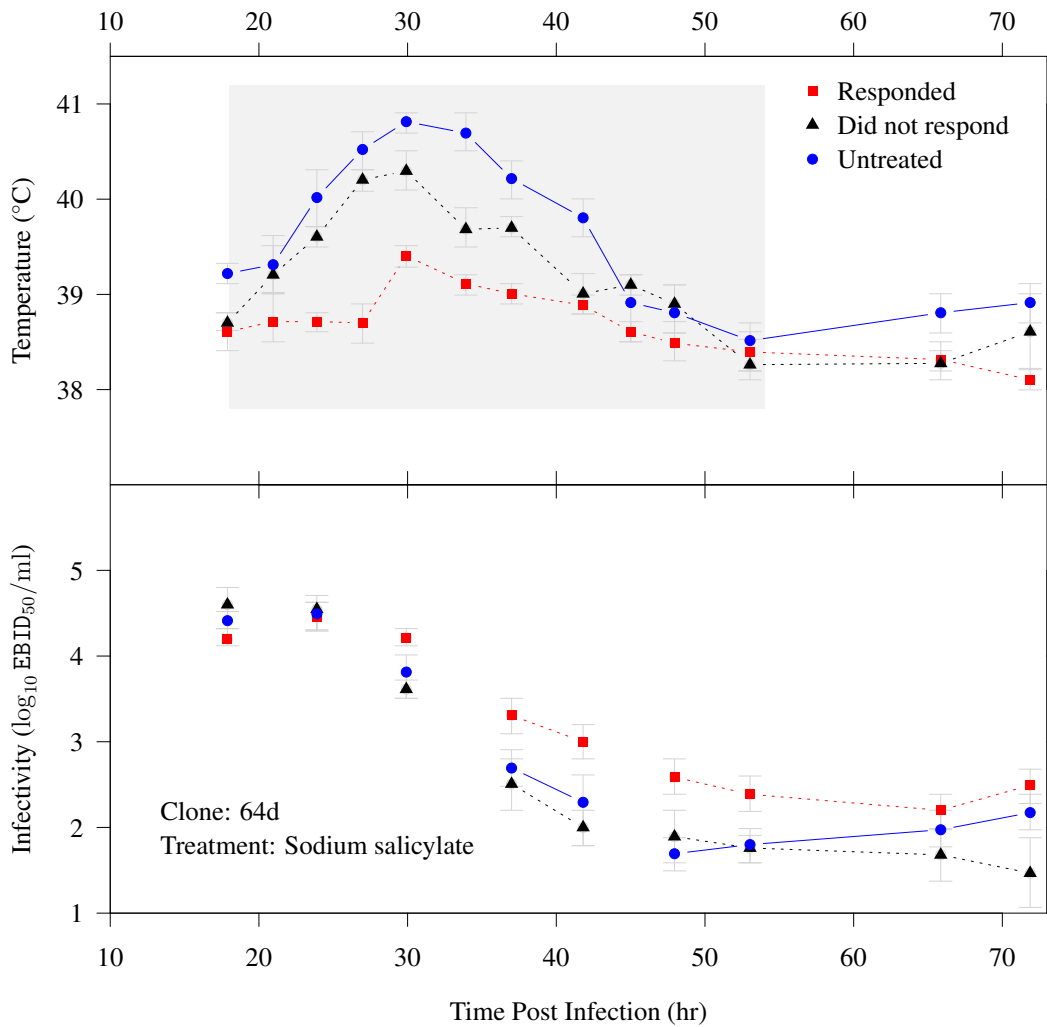 10 20 30 40 50 60 70
41
40
39
38
Temperature (°C)
Responded
Did not respond
Untreated
5
4
3
2
1
Infectivity (log₁₀ EBID₅₀/ml)
Clone: 64d
Treatment: Sodium salicylate
10 20 30 40 50 60 70
Time Post Infection (hr)